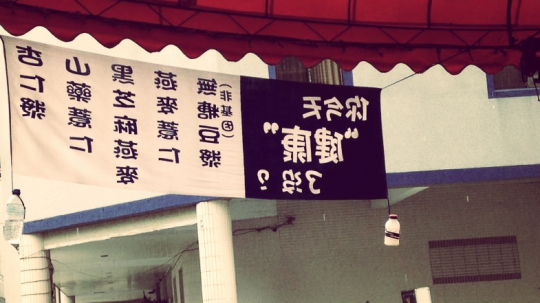 你今天
“健康”
了沒?
(非基因)
無糖豆漿
燕麥薏仁
黑芝麻燕麥
山藥薏仁
杏仁漿